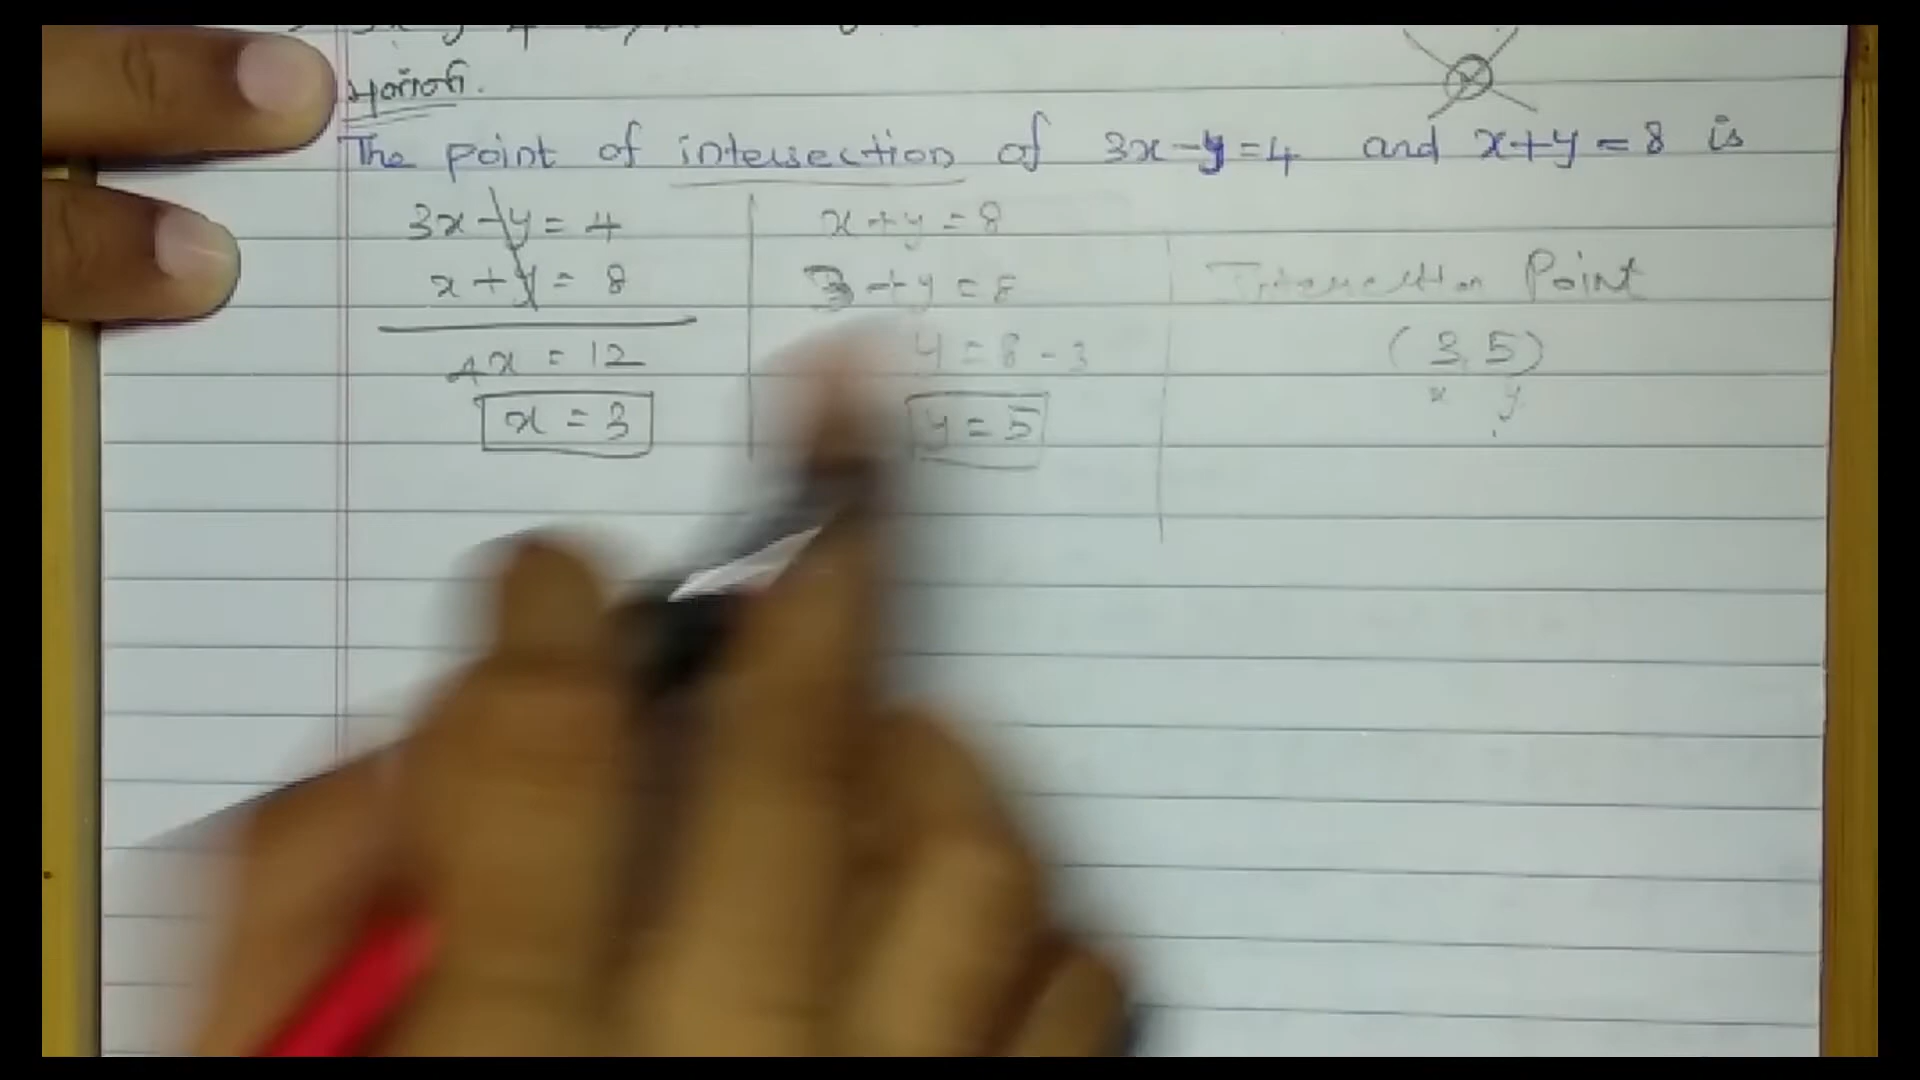 The point of intersection of 3x-y=4 and x+y=8 is
3x-y=4
x+y=8
4x=12
x=3
x+y=8
3+y=8
y=8-3
y=5
Intersection Point
(3,5)
x y